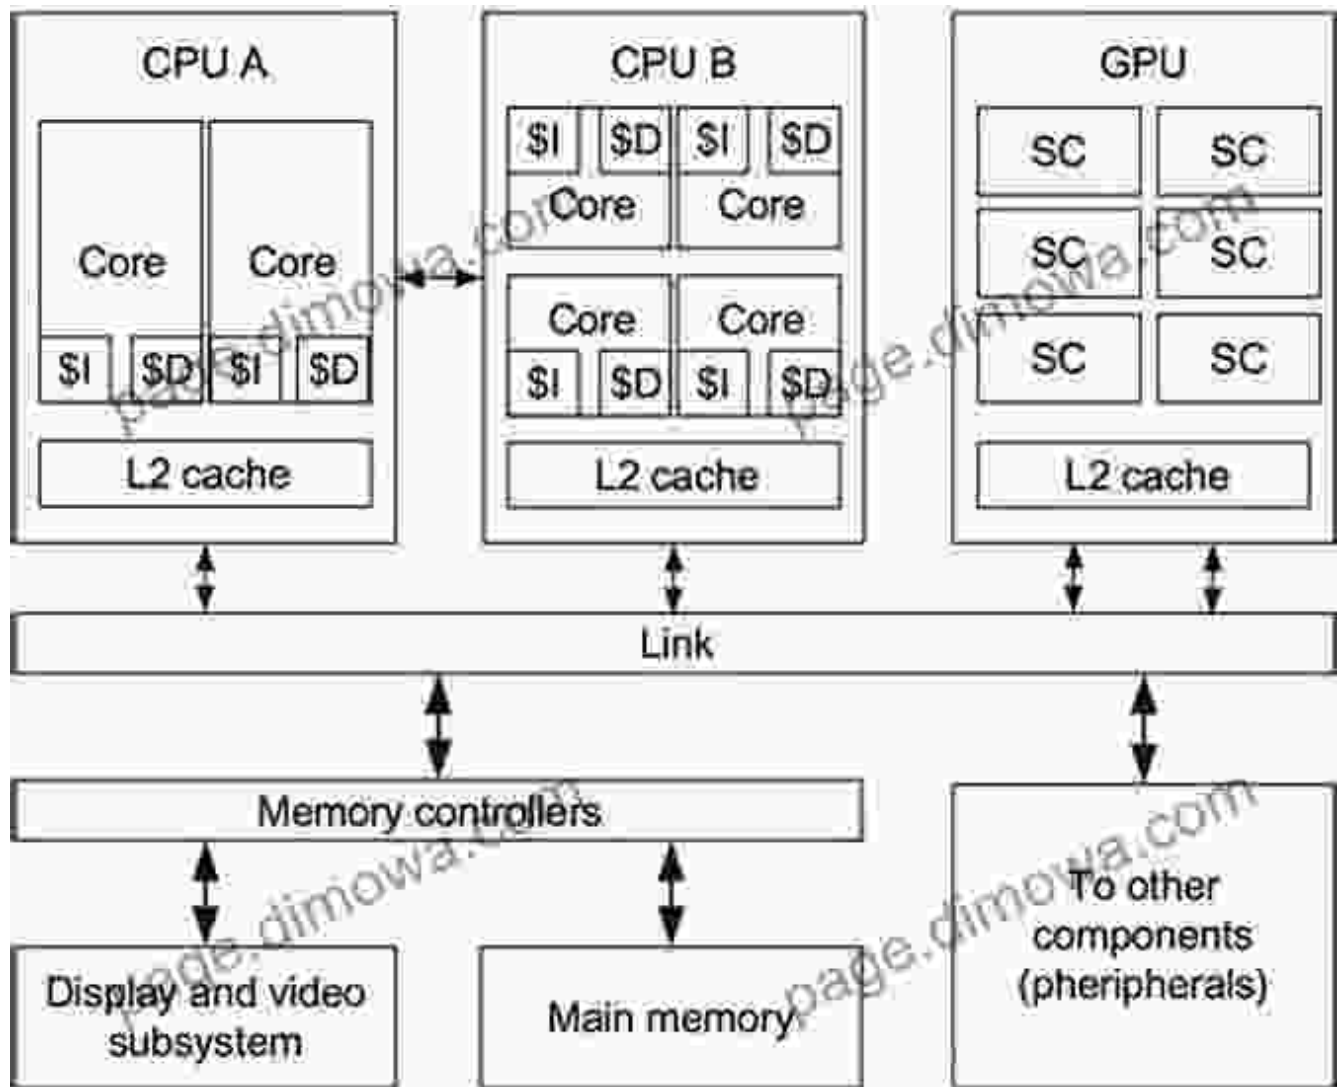 CPU A
CPU B
GPU
$I $D $I $D
SC SC
Core Core
Core Core
SC SC
Core Core
$I $D $I $D
$I $D $I $D
SC SC
L2 cache
L2 cache
L2 cache
Link
Memory controllers
To other
components
(pheripherals)
Display and video
subsystem
Main memory
page.dimowa.com
page.dimowa.com
page.dimowa.com
page.dimowa.com